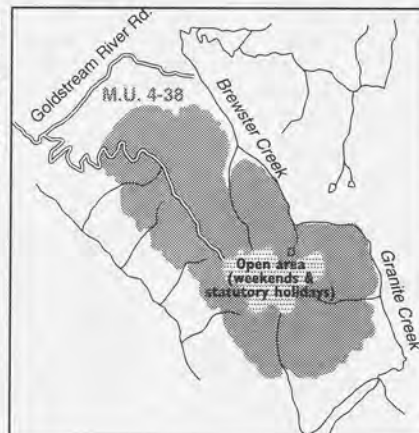 Goldstream River Rd.
M.U. 4-38
Brewster Creek
Open area
(weekends &
statutory holidays)
Granite Creek